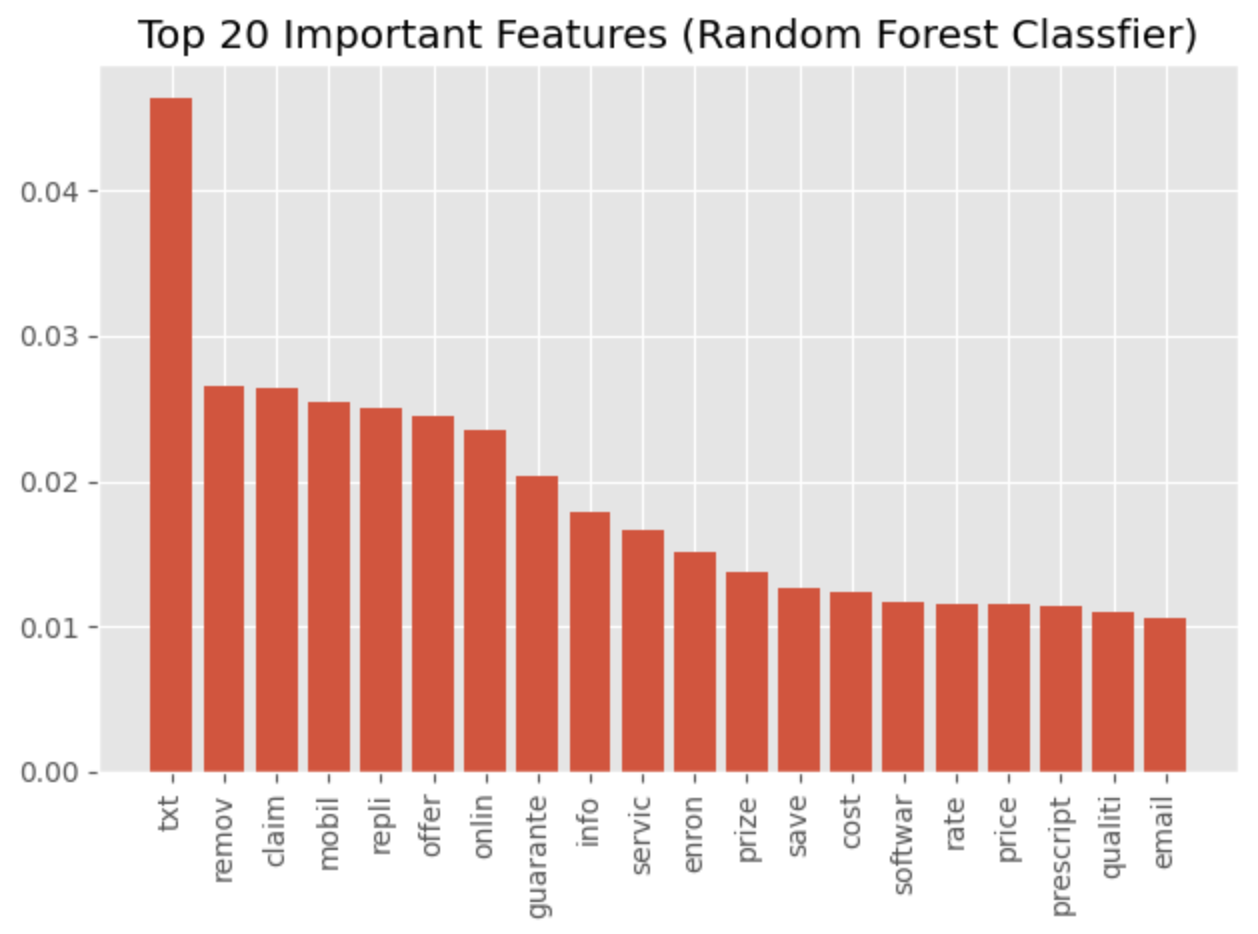 Top 20 Important Features (Random Forest Classfier)
0.04
0.03
0.02
0.01
0.00
txt
remov
claim
mobil
repli
offer
onlin
guarante
info
servic
enron
prize
save
cost
softwar
rate
price
prescript
qualiti
email